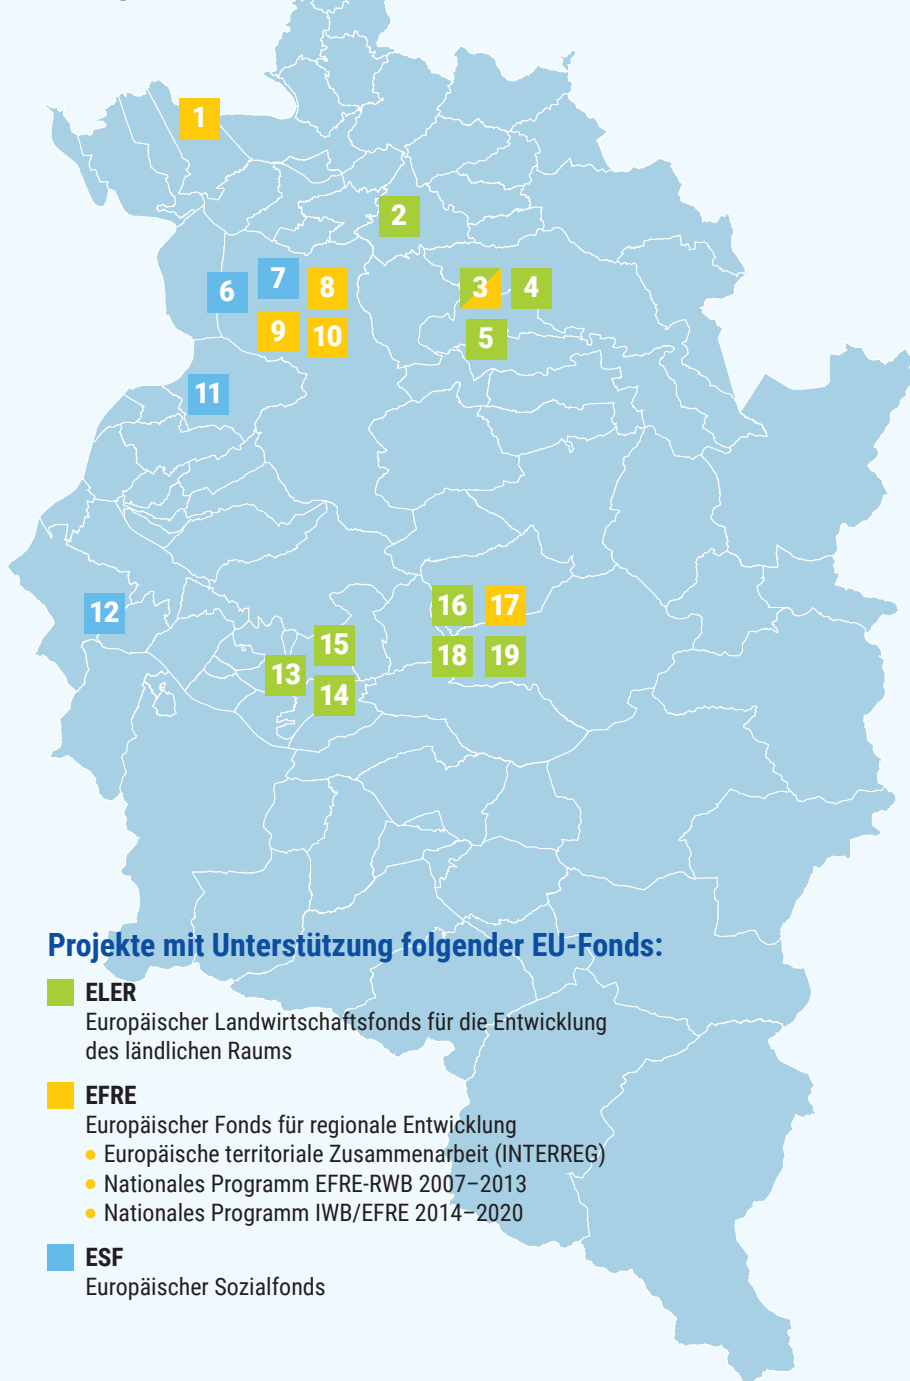 1
2
3
4
5
6
7
8
9
10
11
12
13
14
15
16
17
18
19
Projekte mit Unterstützung folgender EU-Fonds:
ELER
Europäischer Landwirtschaftsfonds für die Entwicklung
des ländlichen Raums
EFRE
Europäischer Fonds für regionale Entwicklung
• Europäische territoriale Zusammenarbeit (INTERREG)
• Nationales Programm EFRE-RWB 2007–2013
• Nationales Programm IWB/EFRE 2014–2020
ESF
Europäischer Sozialfonds